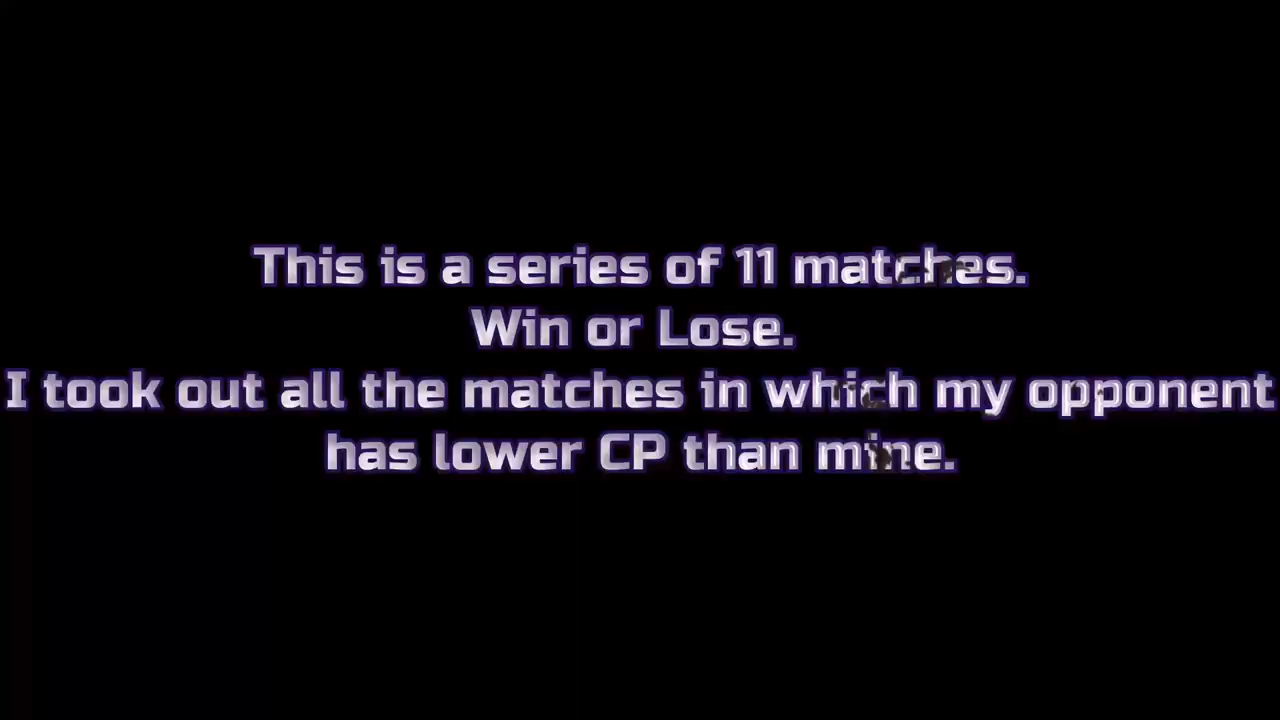 This is a series of 11 matches.
Win or Lose.
I took out all the matches in which my opponent
has lower CP than mine.